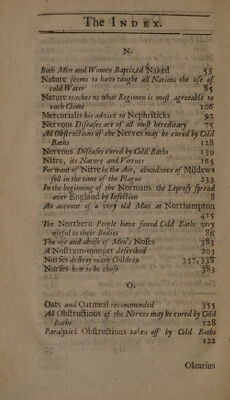 The INDEX.
N.
Both Men and Women Baptized Naked 53
Nature seems to have taught all Nations the use of
cold Water 85
Nature teaches us what Regimen is most agreeable to
each Clime 106
Mercurialis his advice to Nephriticks 92
Nervous Diseases are of all most hereditary 75
All Obstructions of the Nerves may be cured by Cold
Baths 128
Nervous Diseases cured by Cold Baths 139
Nitre, its Nature and Virtues 165
For want of Nitre in the Air, abundance of Mildews
fall in the time of the Plague 233
In the beginning of the Normans the Leprosy spread
over England by Infection 8
An account of a very old Man at Northampton
415
The Northern People have found Cold Baths very
useful to their Bodies 86
The use and abuse of Men's Noses 383
A Nostrum-monger described 203
Nurses destroy many Children 337, 338
Nurses how to be chose 383
O.
Oats and Oatmeal recommended 355
All Obstructions of the Nerves may be cured by Cold
Baths 128
Paralytick Obstructions taken off by Cold Baths
122
Olearius